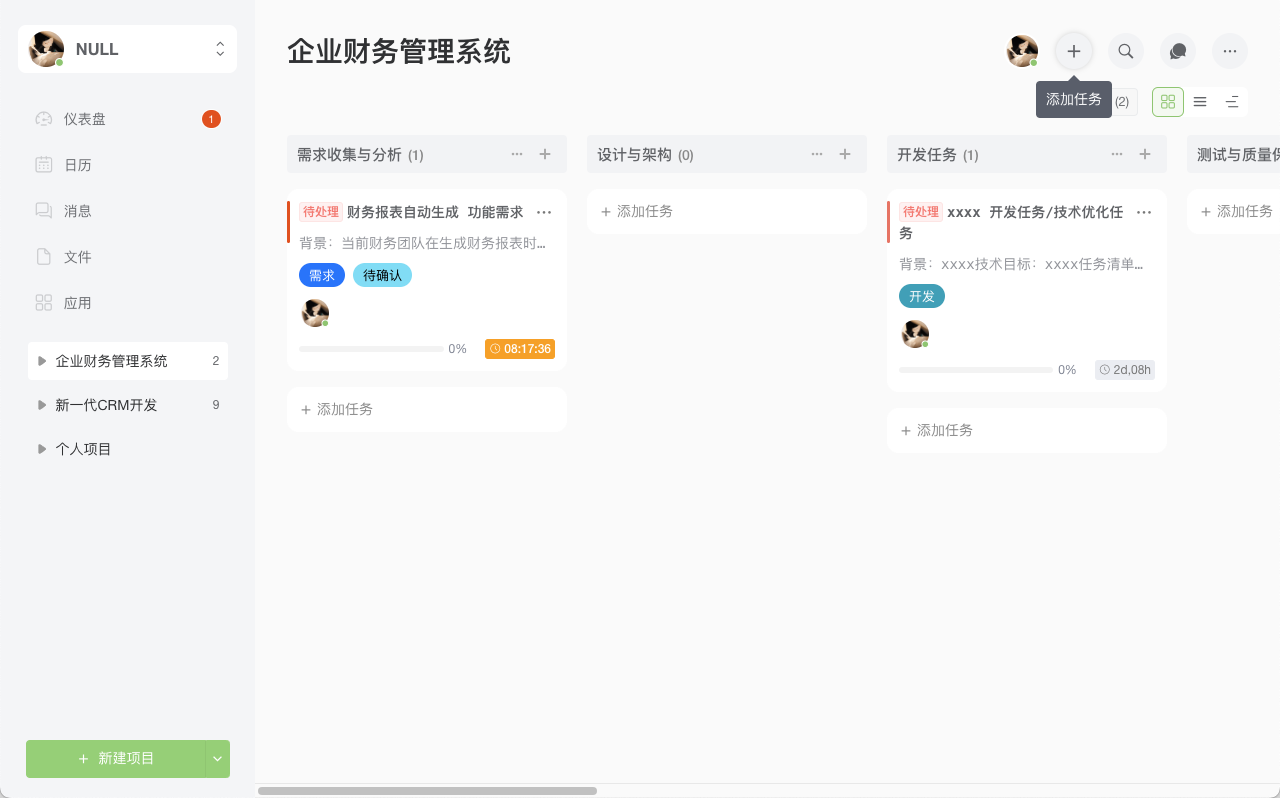 NULL
仪表盘
1
日历
消息
文件
应用
企业财务管理系统
2
新一代CRM开发
9
个人项目
新建项目
企业财务管理系统
添加任务
(2)
需求收集与分析 (1)
待处理 财务报表自动生成 功能需求
背景：当前财务团队在生成财务报表时...
需求 待确认
0% 08:17:36
添加任务
设计与架构 (0)
添加任务
开发任务 (1)
待处理 xxxx 开发任务/技术优化任
务
背景：xxxx技术目标：xxxx任务清单...
开发
0% 2d,08h
添加任务
测试与质量
添加任务